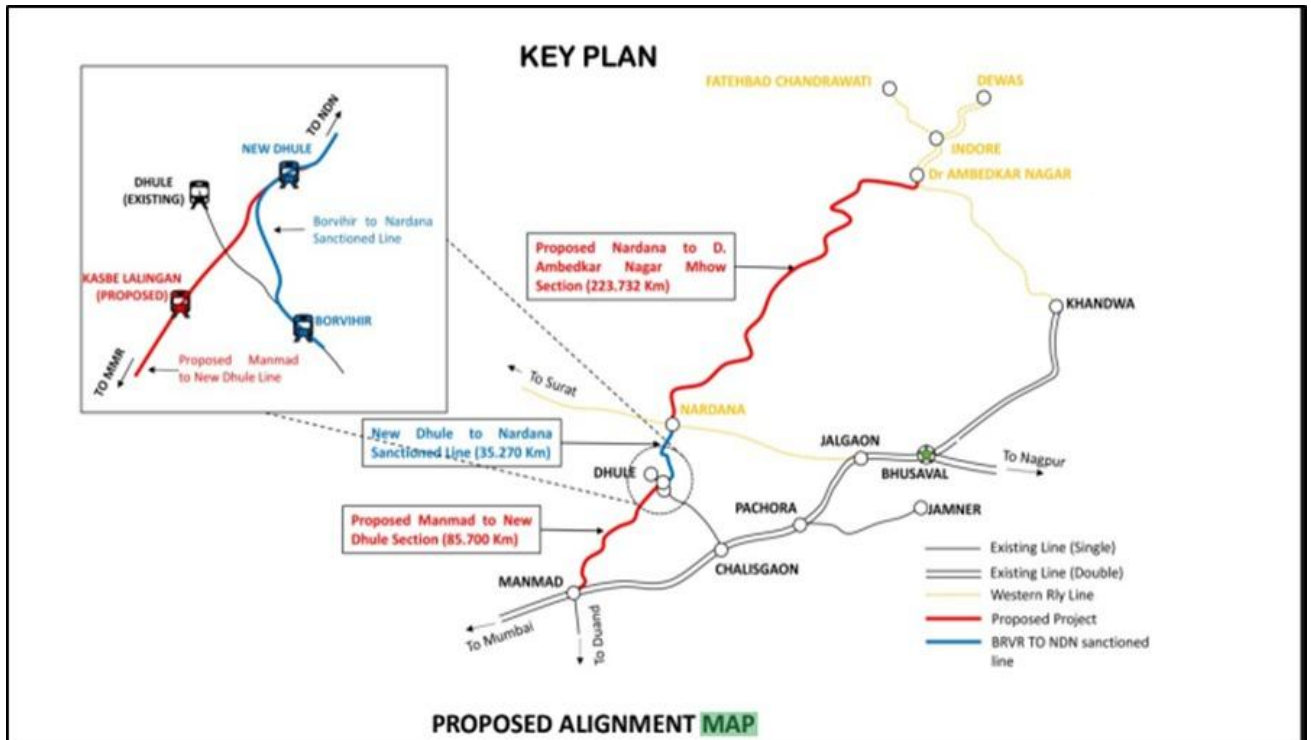 KEY PLAN
TO NDN
NEW DHULE
DHULE
(EXISTING)
Borvihir to Nardana
Sanctioned Line
KASBE LALINGAN
(PROPOSED)
BORVIHIR
TO MMR
Proposed Manmad
to New Dhule Line
FATEHBAD CHANDRAWATI
DEWAS
INDORE
Dr AMBEDKAR NAGAR
Proposed Nardana to D.
Ambedkar Nagar Mhow
Section (223.732 Km)
KHANDWA
To Surat
NARDANA
New Dhule to Nardana
Sanctioned Line (35.270 Km)
JALGAON
BHUSAVAL
To Nagpur
DHULE
PACHORA
JAMNER
Proposed Manmad to New
Dhule Section (85.700 Km)
CHALISGAON
MANMAD
To Mumbai
To Duand
Existing Line (Single)
Existing Line (Double)
Western Rly Line
Proposed Project
BRVR TO NDN sanctioned
line
PROPOSED ALIGNMENT MAP